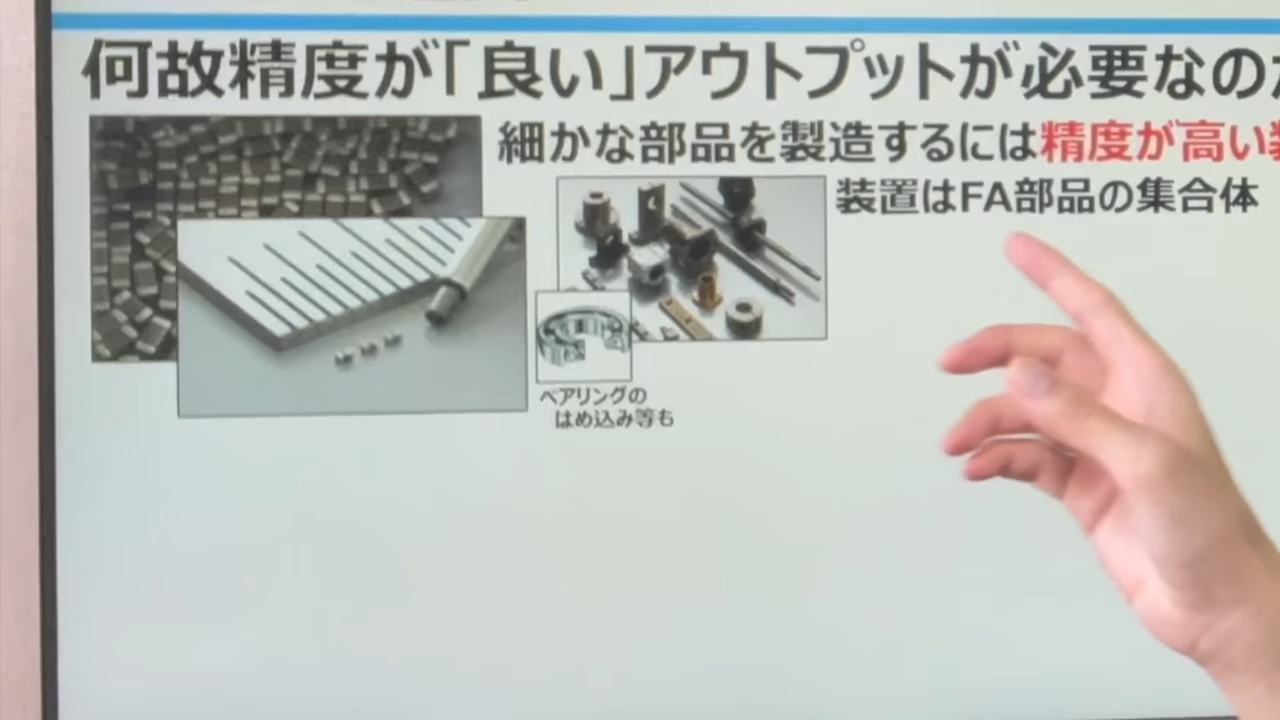 何故精度が「良い」アウトプットが必要なの
細かな部品を製造するには精度が高い
装置はFA部品の集合体
ベアリングの
はめ込み等も